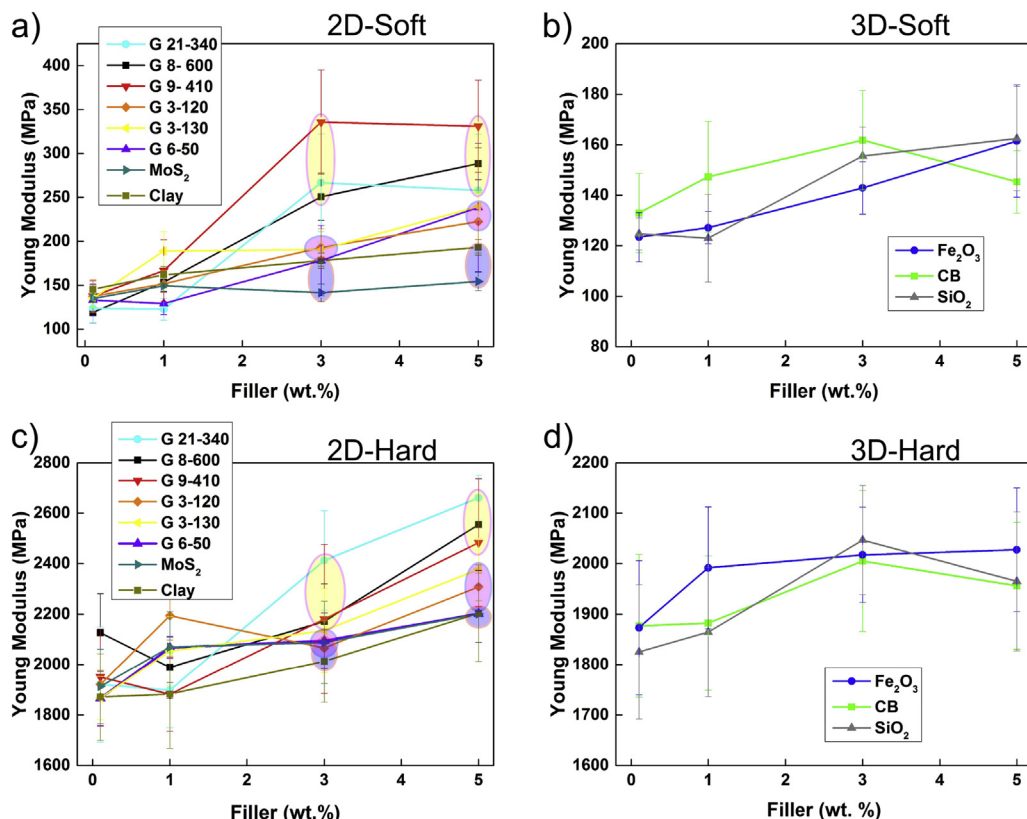 a)
2D-Soft
G 21-340
G 8- 600
G 9- 410
G 3-120
G 3-130
G 6-50
MoS₂
Clay
Young Modulus (MPa)
400
350
300
250
200
150
100
0
1
2
3
4
5
Filler (wt.%)
b)
3D-Soft
Fe₂O₃
CB
SiO₂
Young Modulus (MPa)
200
180
160
140
120
100
80
0
1
2
3
4
5
Filler (wt.%)
c)
2D-Hard
G 21-340
G 8-600
G 9-410
G 3-120
G 3-130
G 6-50
MoS₂
Clay
Young Modulus (MPa)
2800
2600
2400
2200
2000
1800
1600
0
1
2
3
4
5
Filler (wt.%)
d)
3D-Hard
Fe₂O₃
CB
SiO₂
Young Modulus (MPa)
2200
2100
2000
1900
1800
1700
1600
0
1
2
3
4
5
Filler (wt. %)